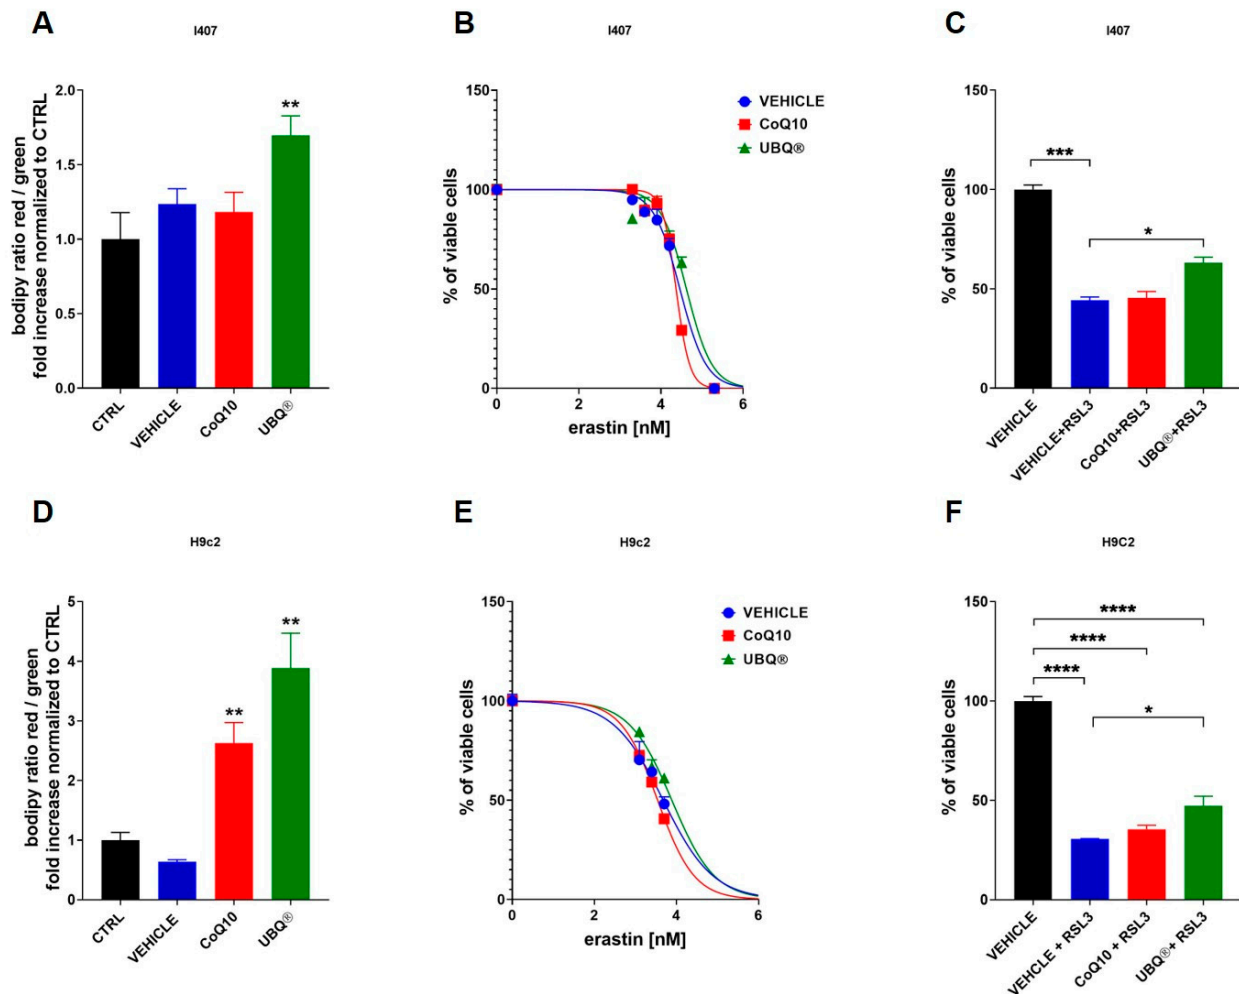 A
I407
bodipy ratio red / green
fold increase normalized to CTRL
2.0
1.5
1.0
0.5
0.0
**
CTRL
VEHICLE
CoQ10
UBQ®
B
I407
% of viable cells
150
100
50
0
0
2
4
6
erastin [nM]
VEHICLE
CoQ10
UBQ®
C
I407
% of viable cells
150
100
50
0
***
*
VEHICLE
VEHICLE+RSL3
CoQ10+RSL3
UBQ®+RSL3
D
H9c2
bodipy ratio red / green
fold increase normalized to CTRL
5
4
3
2
1
0
**
**
CTRL
VEHICLE
CoQ10
UBQ®
E
H9c2
% of viable cells
150
100
50
0
0
2
4
6
erastin [nM]
VEHICLE
CoQ10
UBQ®
F
H9C2
% of viable cells
150
100
50
0
****
****
****
*
VEHICLE
VEHCLE + RSL3
CoQ10 + RSL3
UBQ®+ RSL3